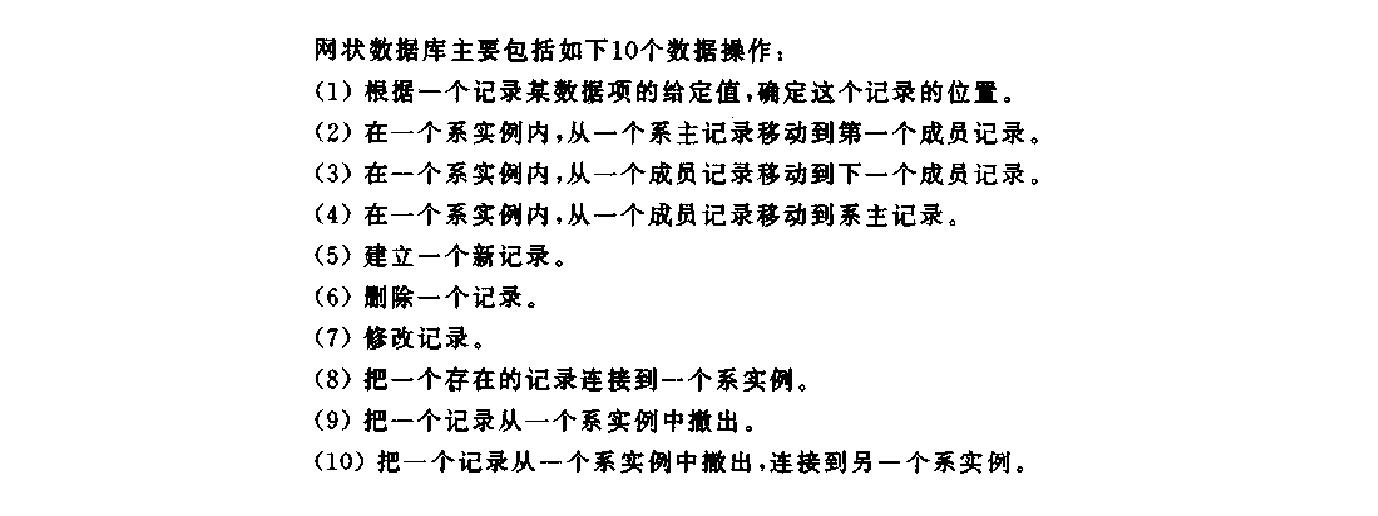 网状数据库主要包括如下10个数据操作：
(1) 根据一个记录某数据项的给定值,确定这个记录的位置。
(2) 在一个系实例内,从一个系主记录移动到第一个成员记录。
(3) 在一个系实例内,从一个成员记录移动到下一个成员记录。
(4) 在一个系实例内,从一个成员记录移动到系主记录。
(5) 建立一个新记录。
(6) 删除一个记录。
(7) 修改记录。
(8) 把一个存在的记录连接到一个系实例。
(9) 把一个记录从一个系实例中撤出。
(10) 把一个记录从一个系实例中撤出,连接到另一个系实例。